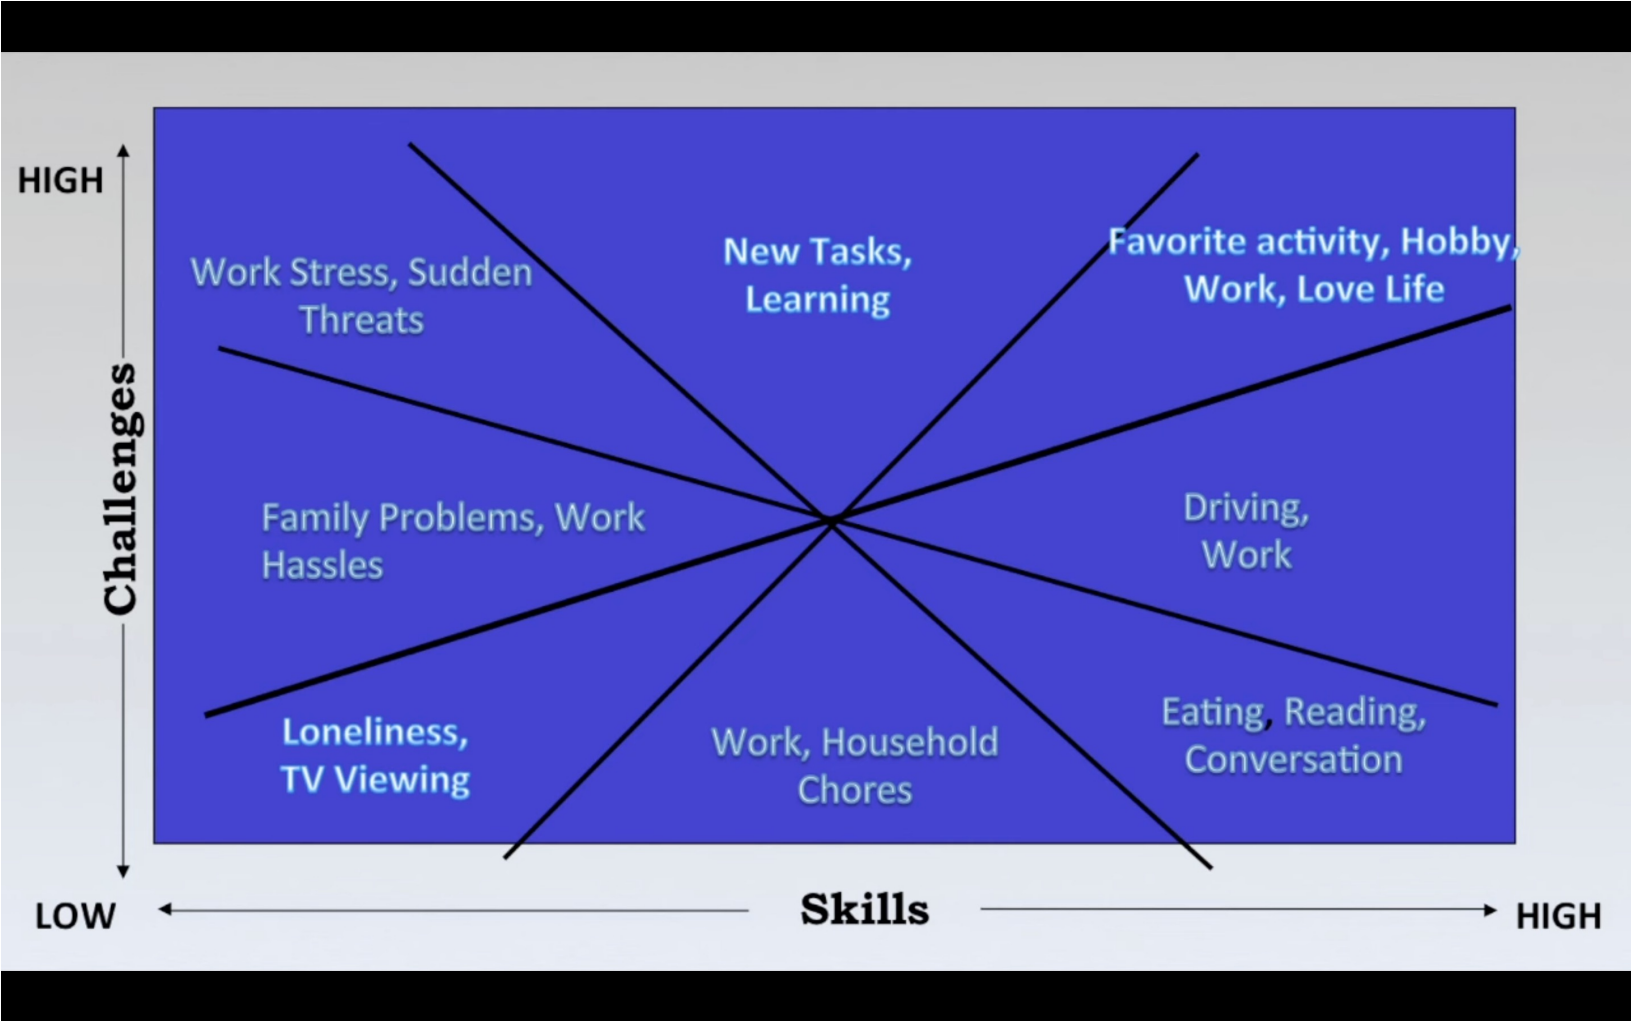 HIGH
Challenges
LOW
Work Stress, Sudden
Threats
New Tasks,
Learning
Favorite activity, Hobby,
Work, Love Life
Family Problems, Work
Hassles
Driving,
Work
Loneliness,
TV Viewing
Work, Household
Chores
Eating, Reading,
Conversation
Skills
HIGH